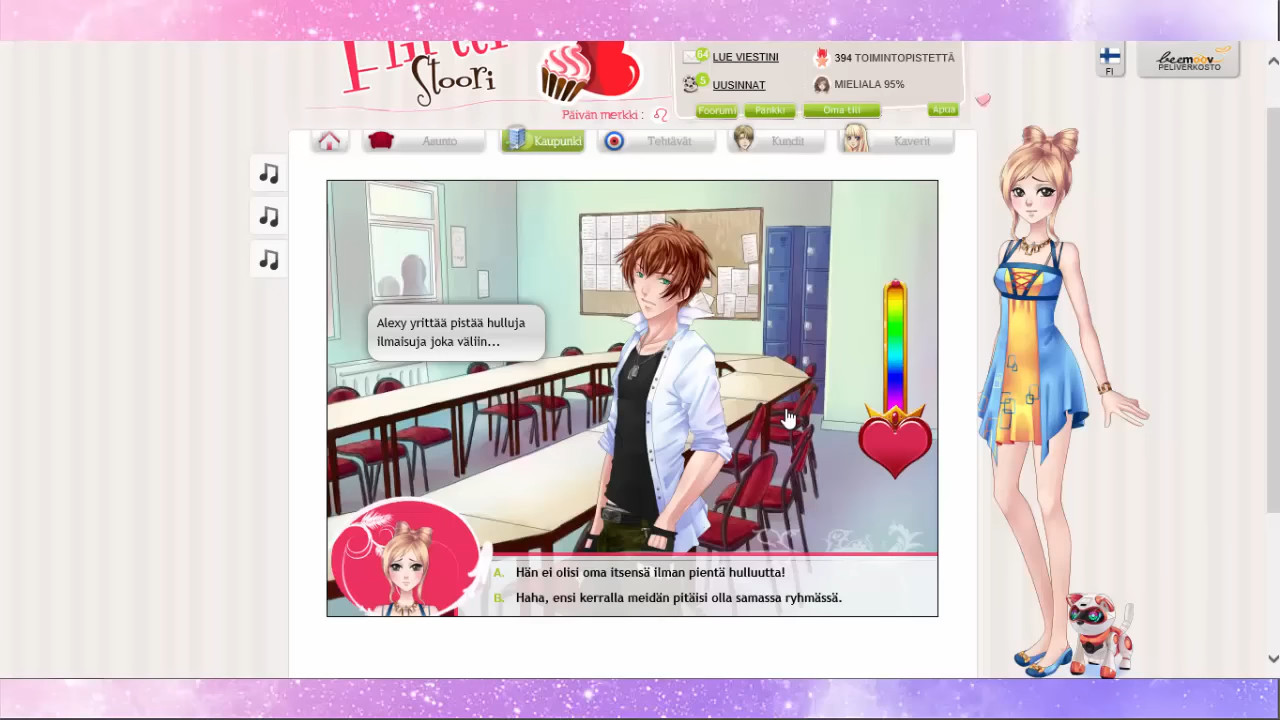 Flirtti
Stoori
64
LUE VIESTINI
394 TOIMINTOPISTETTÄ
5
UUSINNAT
MIELIALA 95%
Foorumi
Pankki
Oma tili
Apua
Päivän merkki :
FI
beemoov
PELIVERKOSTO
Asunto
Kaupunki
Tehtävät
Kundit
Kaverit
Alexy yrittää pistää hulluja
ilmaisuja joka väliin...
A. Hän ei olisi oma itsensä ilman pientä hulluutta!
B. Haha, ensi kerralla meidän pitäisi olla samassa ryhmässä.